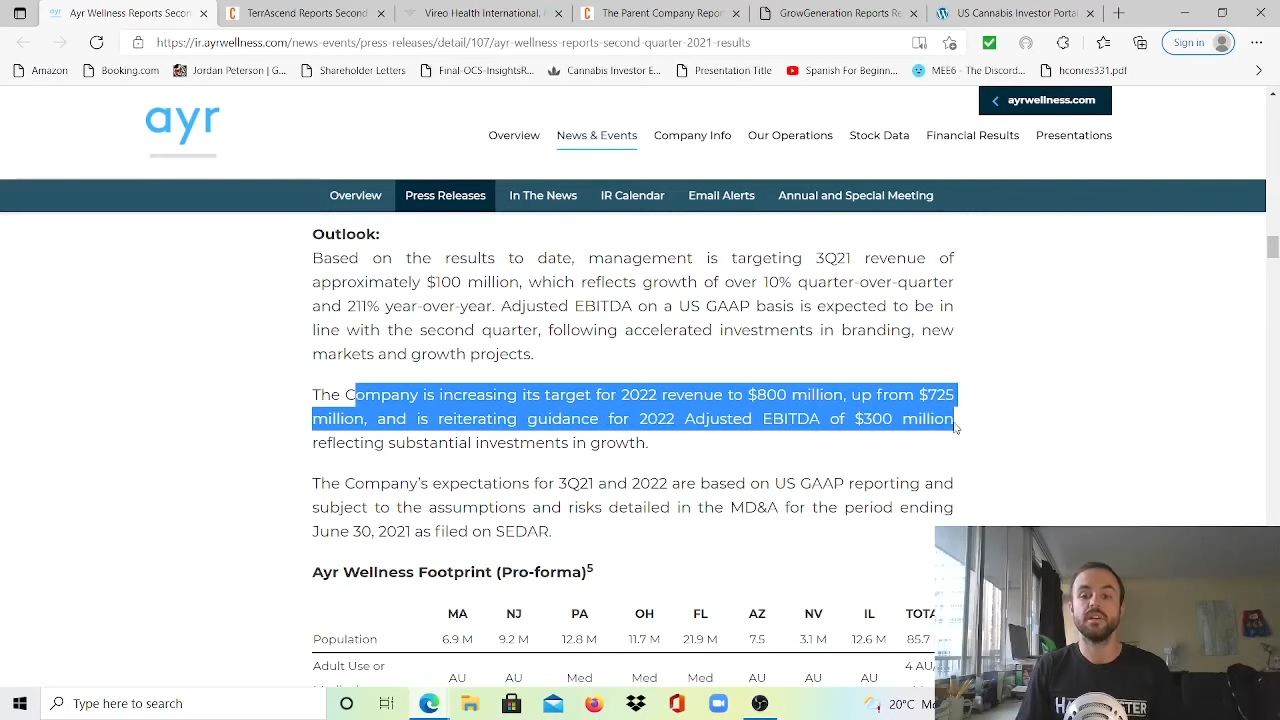 Ayr Wellness, Inc. Reports Second
TerrAscend Reports Second
Vireo Health International,
The Parent Company Report
GrowGeneration Reports Re
US Cannabis Investor Portal
https://ir.ayrwellness.com/news-events/press-releases/detail/107/ayr-wellness-reports-second-quarter-2021-results
Sign in
Amazon
Booking.com
Jordan Peterson | G...
Shareholder Letters
Final-OCS-InsightsR...
Cannabis Investor E...
Presentation Title
Spanish For Beginn...
MEE6 - The Discord...
hconres331.pdf
ayrwellness.com
ayr
Overview
News & Events
Company Info
Our Operations
Stock Data
Financial Results
Presentations
Overview
Press Releases
In The News
IR Calendar
Email Alerts
Annual and Special Meeting
Outlook:
Based on the results to date, management is targeting 3Q21 revenue of
approximately $100 million, which reflects growth of over 10% quarter-over-quarter
and 211% year-over-year. Adjusted EBITDA on a US GAAP basis is expected to be in
line with the second quarter, following accelerated investments in branding, new
markets and growth projects.
The Company is increasing its target for 2022 revenue to $800 million, up from $725
million, and is reiterating guidance for 2022 Adjusted EBITDA of $300 million
reflecting substantial investments in growth.
The Company's expectations for 3Q21 and 2022 are based on US GAAP reporting and
subject to the assumptions and risks detailed in the MD&A for the period ending
June 30, 2021 as filed on SEDAR.
Ayr Wellness Footprint (Pro-forma)5
MA NJ PA OH FL AZ NV IL TOTA
Population 6.9 M 9.2 M 12.8 M 11.7 M 21.9 M 7.5 3.1 M 12.6 M 85.7
Adult Use or 4 AU
AU AU Med Med Med AU AU AU
Type here to search
20°C